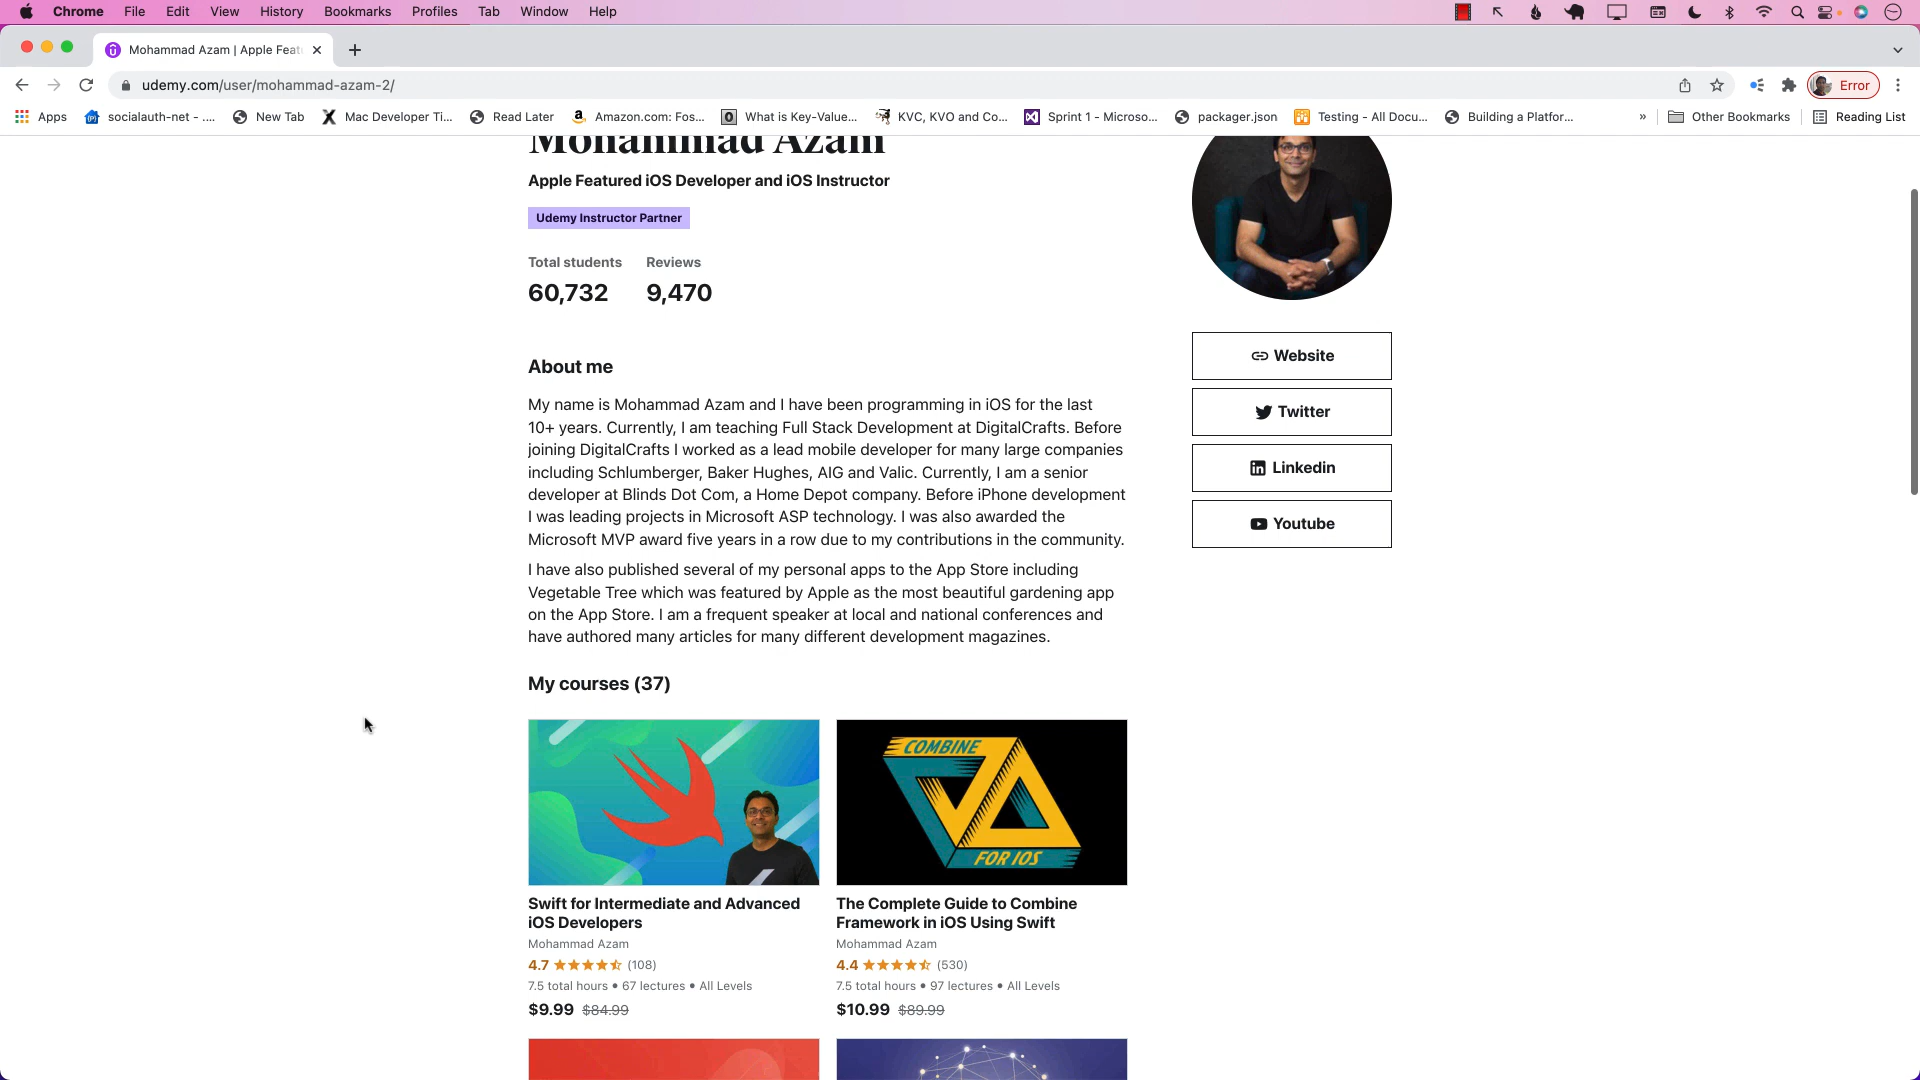 Chrome File Edit View History Bookmarks Profiles Tab Window Help
Mohammad Azam | Apple Feat
udemy.com/user/mohammad-azam-2/
Error
Apps socialauth-net - .... New Tab Mac Developer Ti... Read Later Amazon.com: Fos... What is Key-Value... KVC, KVO and Co... Sprint 1 - Microso... packager.json Testing - All Docu... Building a Platfor... » Other Bookmarks Reading List
Mohammad Azam
Apple Featured iOS Developer and iOS Instructor
Udemy Instructor Partner
Total students Reviews
60,732 9,470
About me
My name is Mohammad Azam and I have been programming in iOS for the last
10+ years. Currently, I am teaching Full Stack Development at DigitalCrafts. Before
joining DigitalCrafts I worked as a lead mobile developer for many large companies
including Schlumberger, Baker Hughes, AIG and Valic. Currently, I am a senior
developer at Blinds Dot Com, a Home Depot company. Before iPhone development
I was leading projects in Microsoft ASP technology. I was also awarded the
Microsoft MVP award five years in a row due to my contributions in the community.
I have also published several of my personal apps to the App Store including
Vegetable Tree which was featured by Apple as the most beautiful gardening app
on the App Store. I am a frequent speaker at local and national conferences and
have authored many articles for many different development magazines.
Website
Twitter
Linkedin
Youtube
My courses (37)
COMBINE
FOR IOS
Swift for Intermediate and Advanced
iOS Developers
Mohammad Azam
4.7 (108)
7.5 total hours • 67 lectures • All Levels
$9.99 $84.99
The Complete Guide to Combine
Framework in iOS Using Swift
Mohammad Azam
4.4 (530)
7.5 total hours • 97 lectures • All Levels
$10.99 $89.99